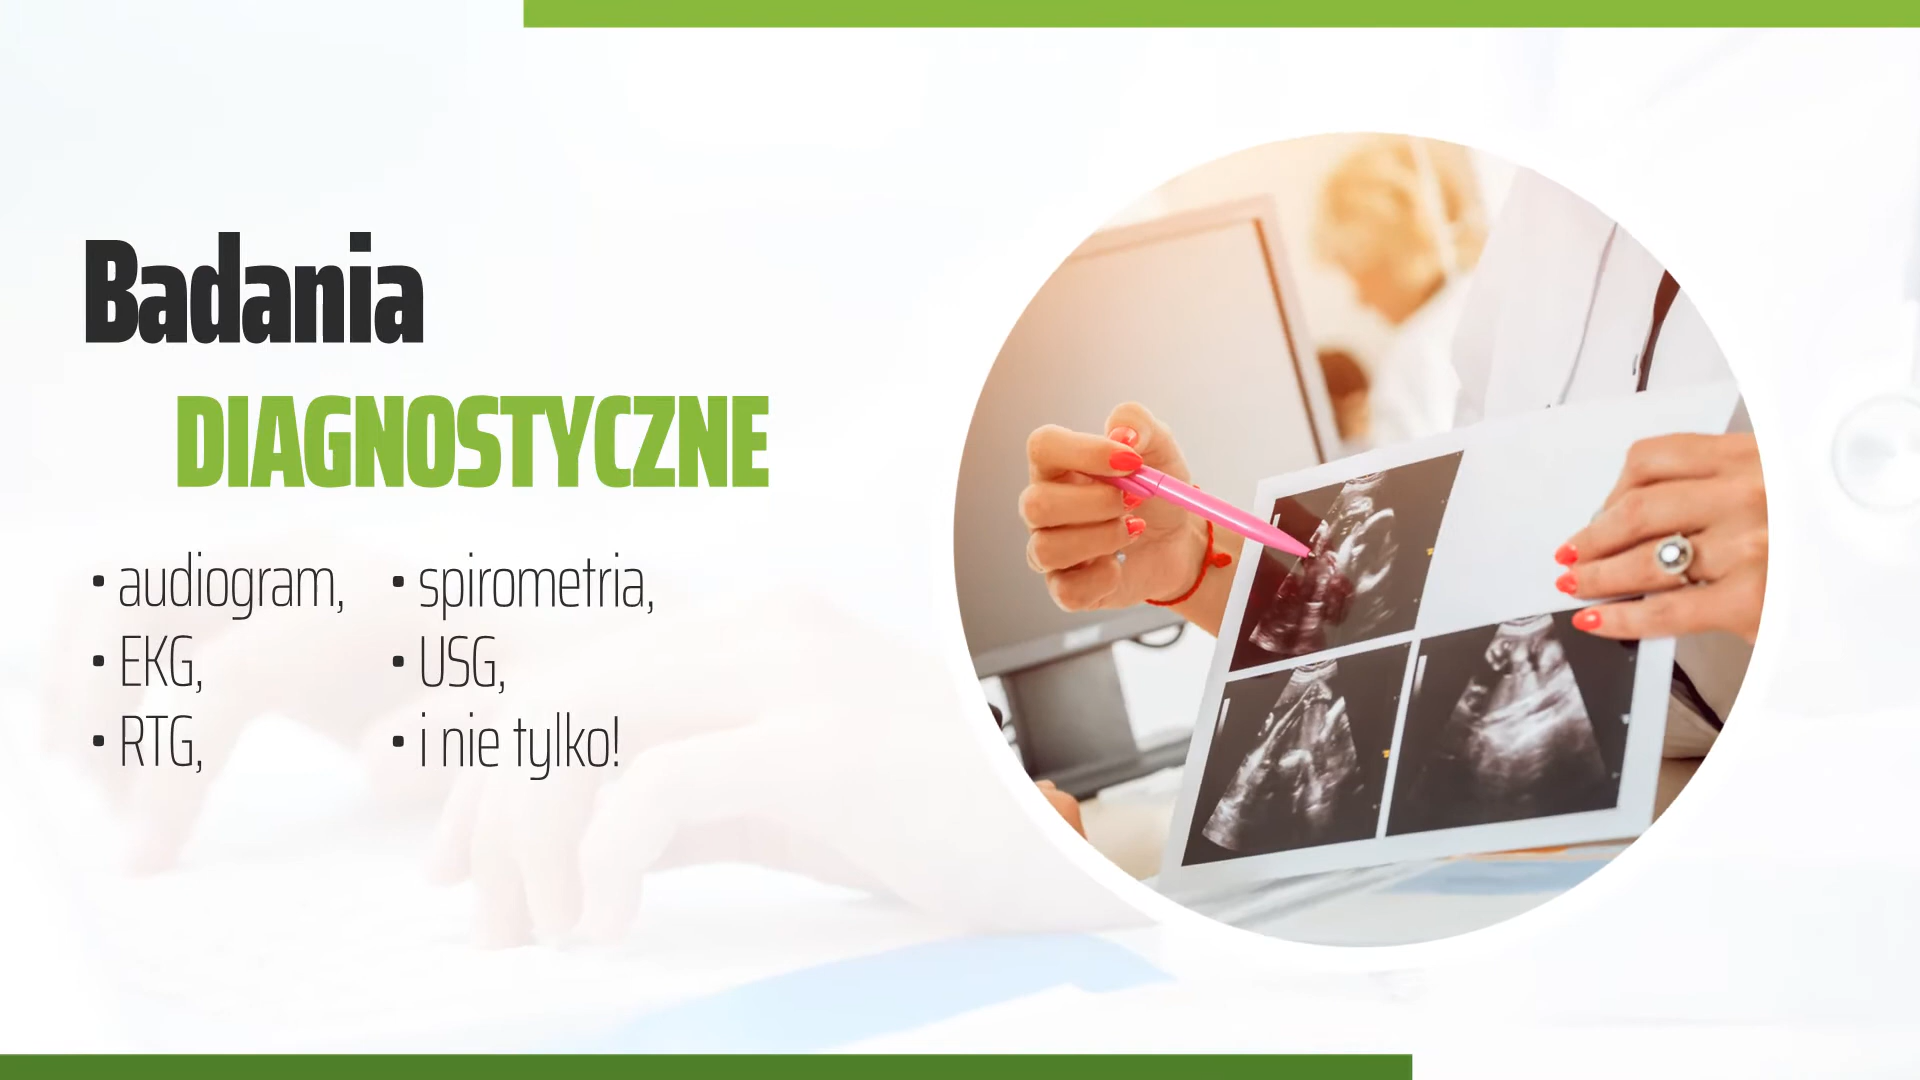 Badania
DIAGNOSTYCZNE
• audiogram,
• EKG,
• RTG,
• spirometria,
• USG,
• i nie tylko!